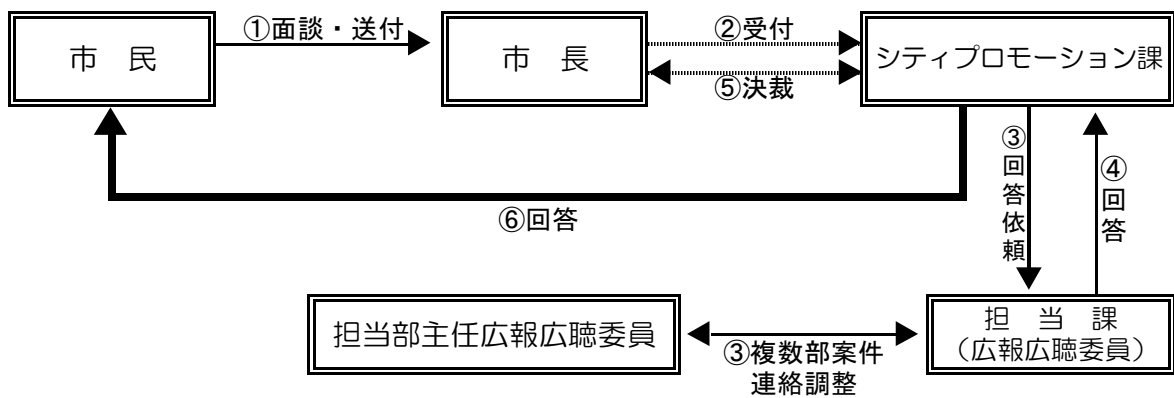 市　民
①面談・送付
市　長
②受付
⑤決裁
シティプロモーション課
③回答依頼
④回答
⑥回答
担当部主任広報広聴委員
③複数部案件
連絡調整
担　当　課
（広報広聴委員）